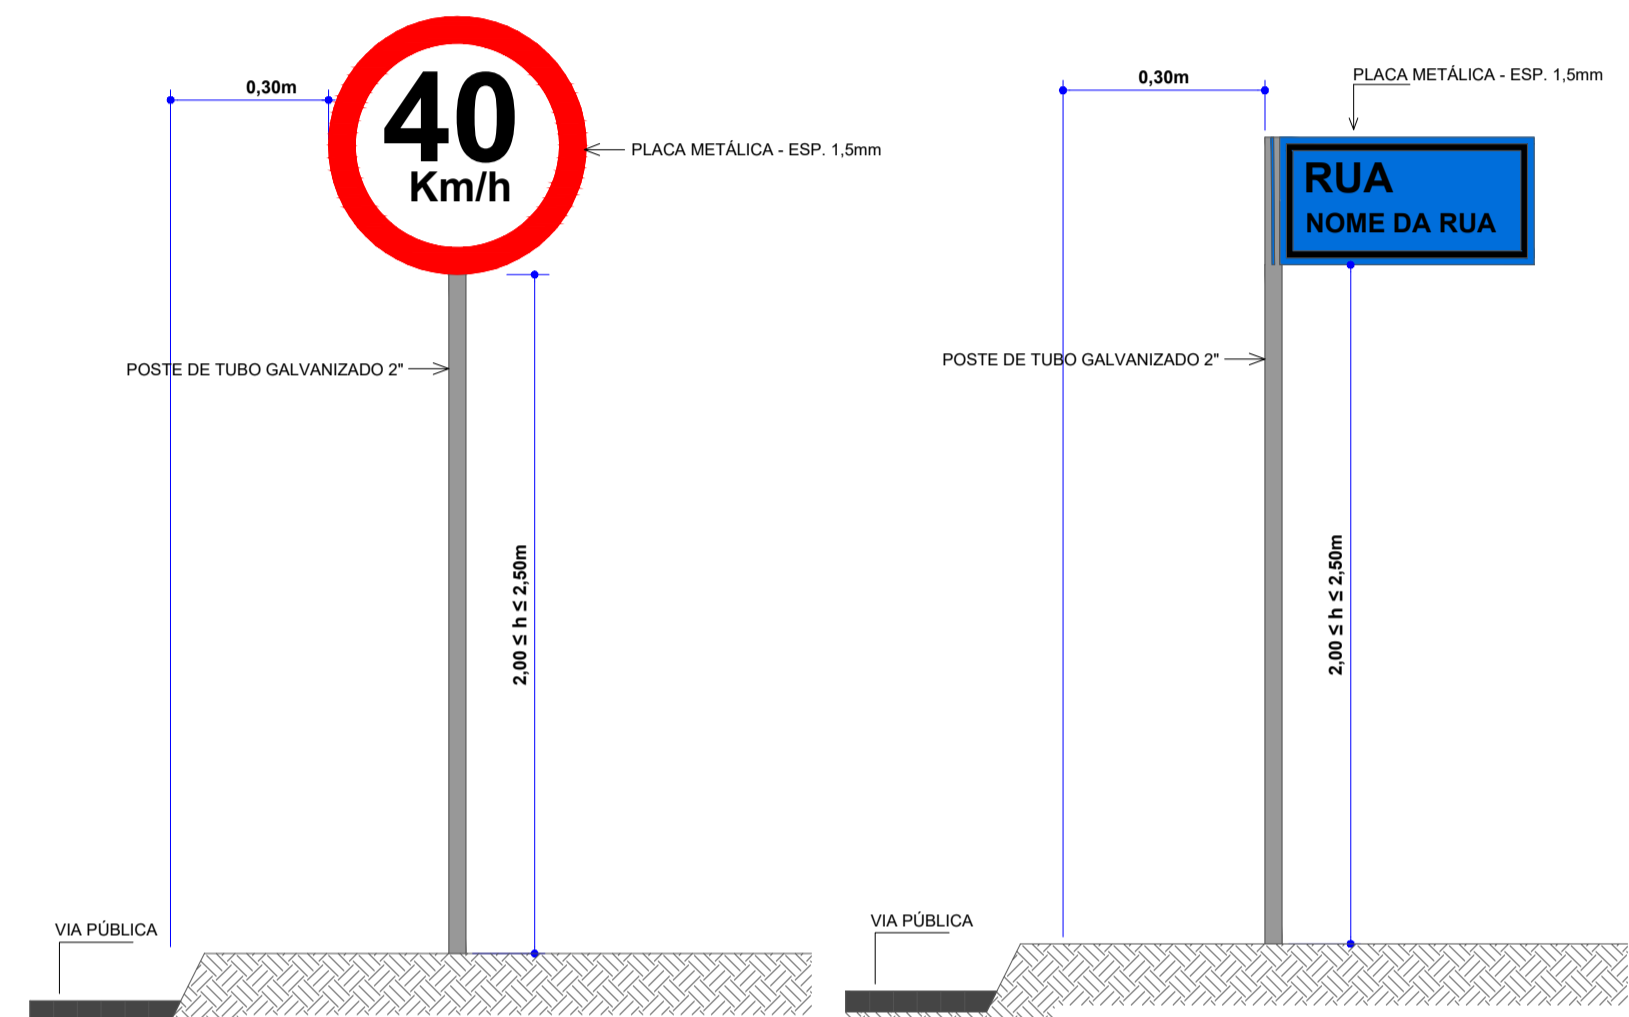 0,30m
40
Km/h
PLACA METÁLICA - ESP. 1,5mm
POSTE DE TUBO GALVANIZADO 2"
2,00 ≤ h ≤ 2,50m
VIA PÚBLICA
0,30m
PLACA METÁLICA - ESP. 1,5mm
RUA
NOME DA RUA
POSTE DE TUBO GALVANIZADO 2"
2,00 ≤ h ≤ 2,50m
VIA PÚBLICA